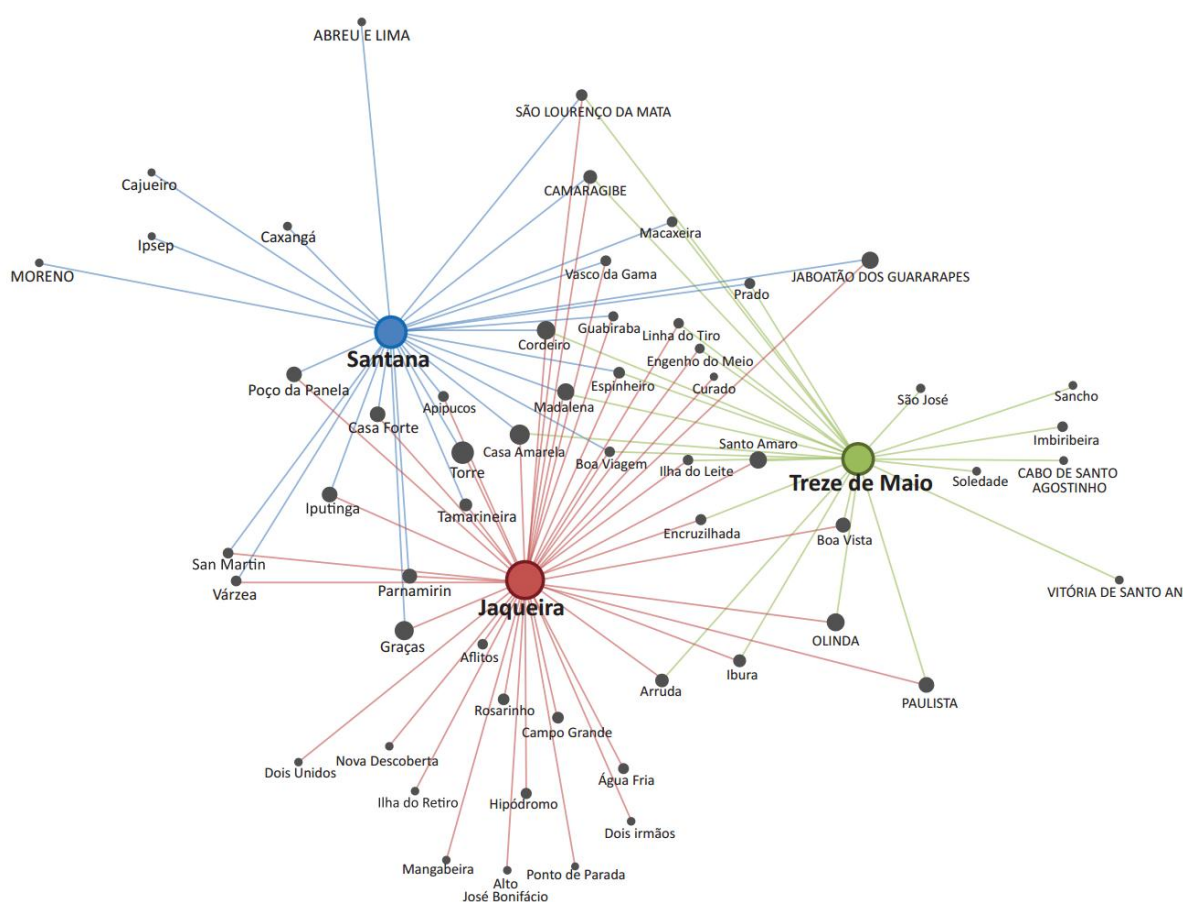 ABREU E LIMA
SÃO LOURENÇO DA MATA
Cajueiro
CAMARAGIBE
Caxangá
Macaxeira
Ipsep
MORENO
Vasco da Gama
JABOATÃO DOS GUARARAPES
Prado
Guabiraba
Linha do Tiro
Cordeiro
Santana
Engenho do Meio
Poço da Panela
Espinheiro
Curado
São José
Sancho
Apipucos
Madalena
Casa Forte
Santo Amaro
Imbiribeira
Casa Amarela
Boa Viagem
Ilha do Leite
Torre
Treze de Maio
Soledade
CABO DE SANTO
AGOSTINHO
Iputinga
Tamarineira
Encruzilhada
Boa Vista
San Martin
Várzea
Parnamirin
VITÓRIA DE SANTO AN
Jaqueira
Graças
OLINDA
Aflitos
Ibura
Arruda
PAULISTA
Rosarinho
Campo Grande
Nova Descoberta
Dois Unidos
Água Fria
Ilha do Retiro
Hipódromo
Dois irmãos
Mangabeira
Ponto de Parada
Alto
José Bonifácio